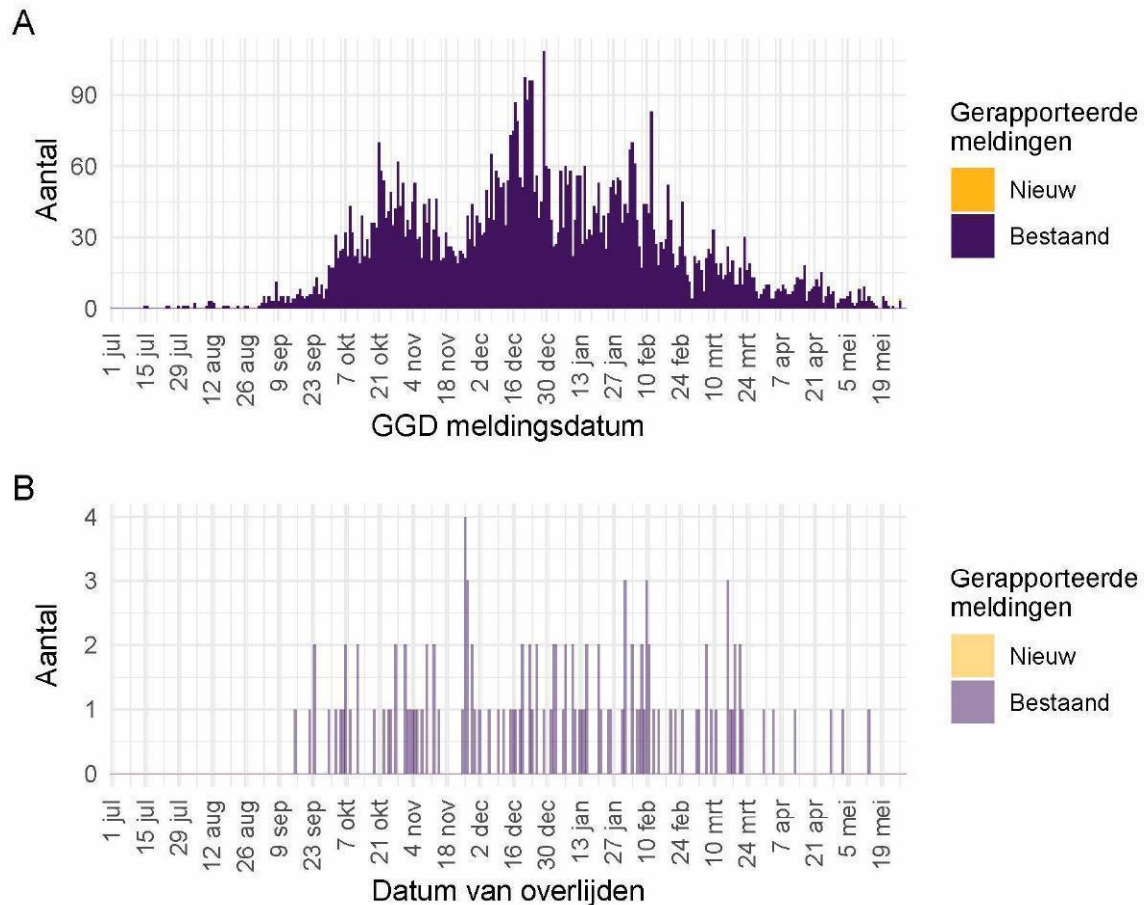 A
Aantal
90
60
30
0
1 jul
15 jul
29 jul
12 aug
26 aug
9 sep
23 sep
7 okt
21 okt
4 nov
18 nov
2 dec
16 dec
30 dec
13 jan
27 jan
10 feb
24 feb
10 mrt
24 mrt
7 apr
21 apr
5 mei
19 mei
GGD meldingsdatum
Gerapporteerde
meldingen
Nieuw
Bestaand
B
Aantal
4
3
2
1
0
1 jul
15 jul
29 jul
12 aug
26 aug
9 sep
23 sep
7 okt
21 okt
4 nov
18 nov
2 dec
16 dec
30 dec
13 jan
27 jan
10 feb
24 feb
10 mrt
24 mrt
7 apr
21 apr
5 mei
19 mei
Datum van overlijden
Gerapporteerde
meldingen
Nieuw
Bestaand